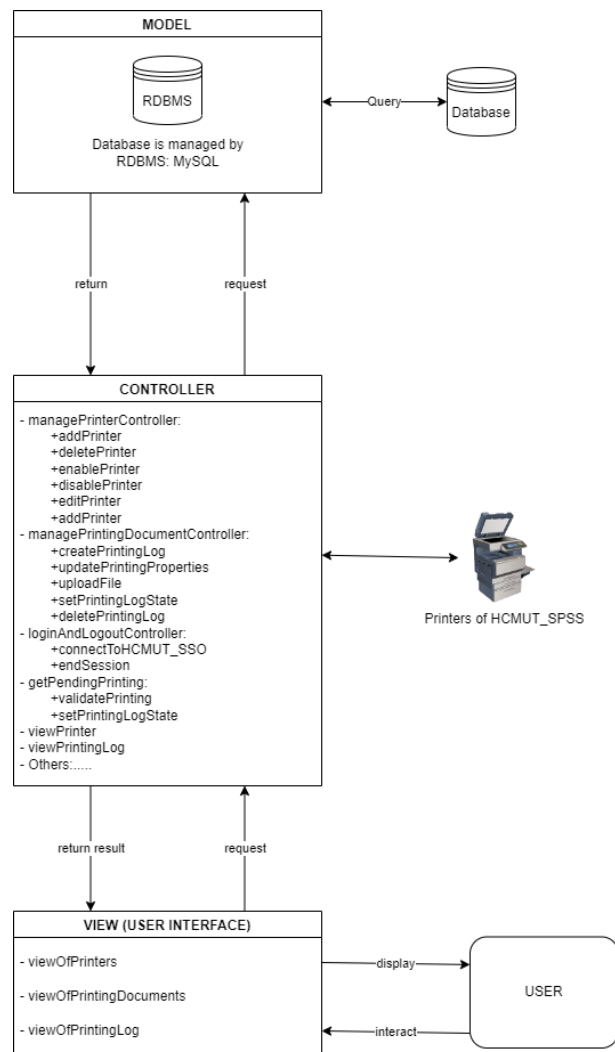 MODEL
RDBMS
Query
Database
Database is managed by
RDBMS: MySQL
return
request
CONTROLLER
- managePrinterController:
+addPrinter
+deletePrinter
+enablePrinter
+disablePrinter
+editPrinter
+addPrinter
- managePrintingDocumentController:
+createPrintingLog
+updatePrintingProperties
+uploadFile
+setPrintingLogState
+deletePrintingLog
- loginAndLogoutController:
+connectToHCMUT_SSO
+endSession
- getPendingPrinting:
+validatePrinting
+setPrintingLogState
- viewPrinter
- viewPrintingLog
- Others:.....
Printers of HCMUT_SPSS
return result
request
VIEW (USER INTERFACE)
- viewOfPrinters
- viewOfPrintingDocuments
- viewOfPrintingLog
display
interact
USER